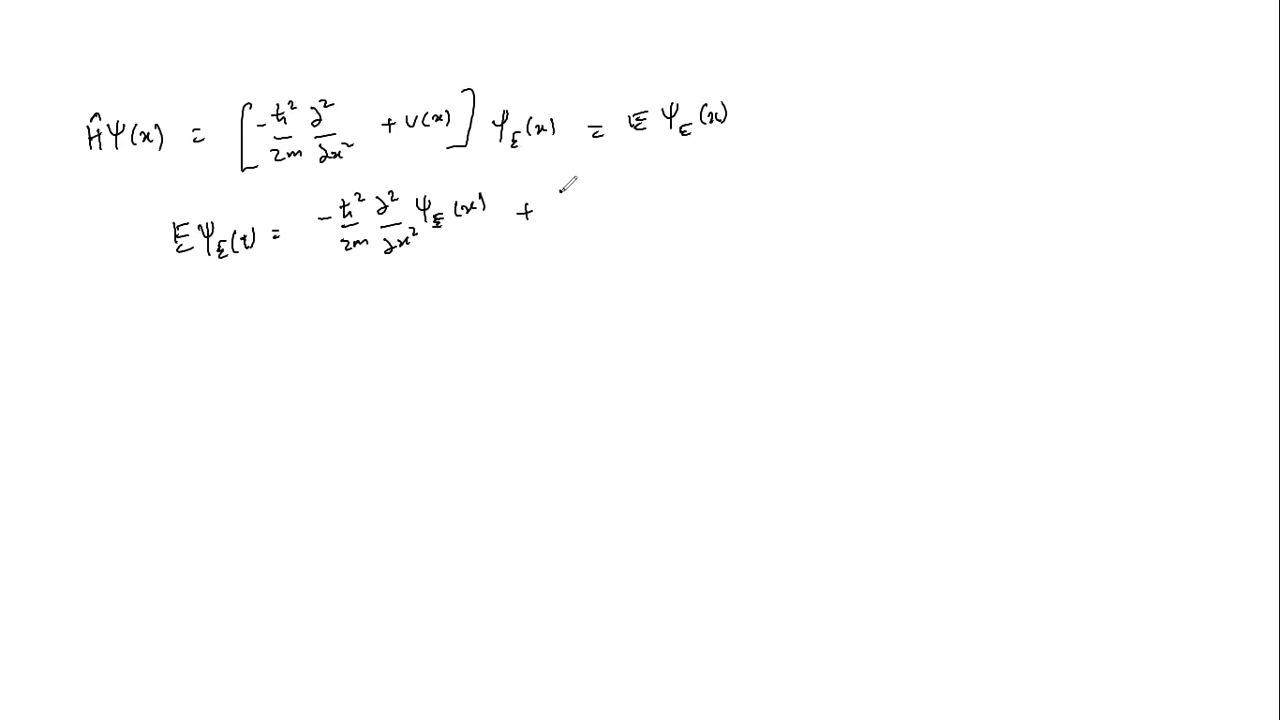 ĤΨ(x) = [-ħ²/2m ∂²/∂x² + V(x)] Ψ_E(x) = E Ψ_E(x)
E Ψ_E(t) = -ħ²/2m ∂²/∂x² Ψ_E(x) +